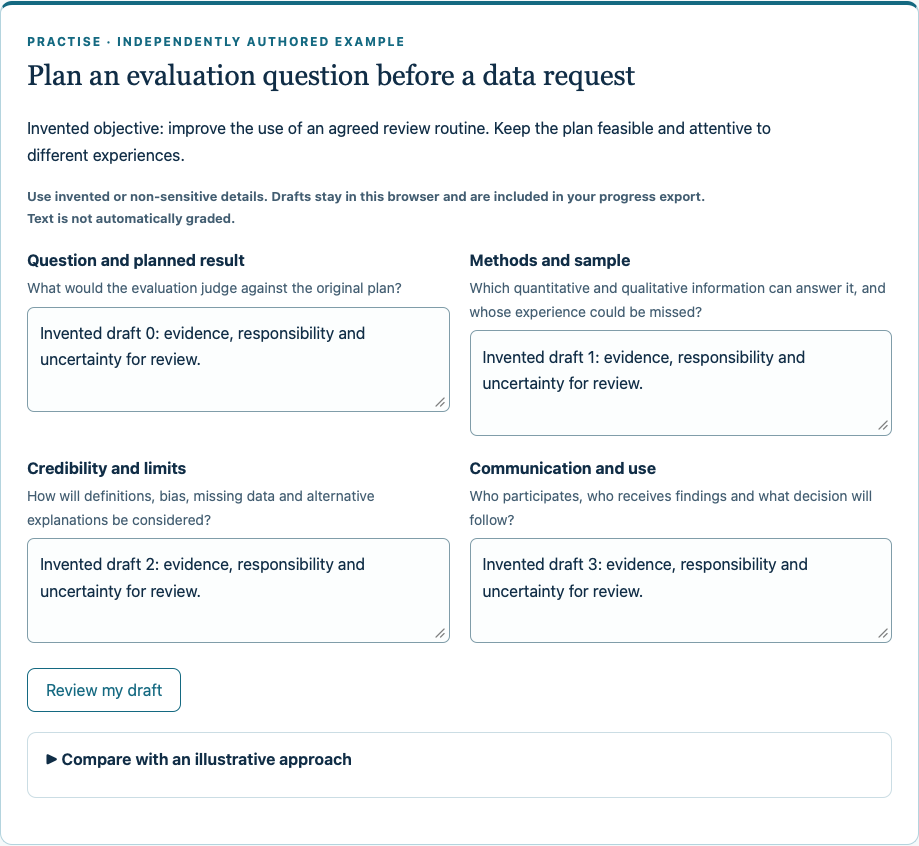 PRACTISE · INDEPENDENTLY AUTHORED EXAMPLE
Plan an evaluation question before a data request
Invented objective: improve the use of an agreed review routine. Keep the plan feasible and attentive to
different experiences.
Use invented or non-sensitive details. Drafts stay in this browser and are included in your progress export.
Text is not automatically graded.
Question and planned result
What would the evaluation judge against the original plan?
Invented draft 0: evidence, responsibility and
uncertainty for review.
Methods and sample
Which quantitative and qualitative information can answer it, and
whose experience could be missed?
Invented draft 1: evidence, responsibility and
uncertainty for review.
Credibility and limits
How will definitions, bias, missing data and alternative
explanations be considered?
Invented draft 2: evidence, responsibility and
uncertainty for review.
Communication and use
Who participates, who receives findings and what decision will
follow?
Invented draft 3: evidence, responsibility and
uncertainty for review.
Review my draft
Compare with an illustrative approach